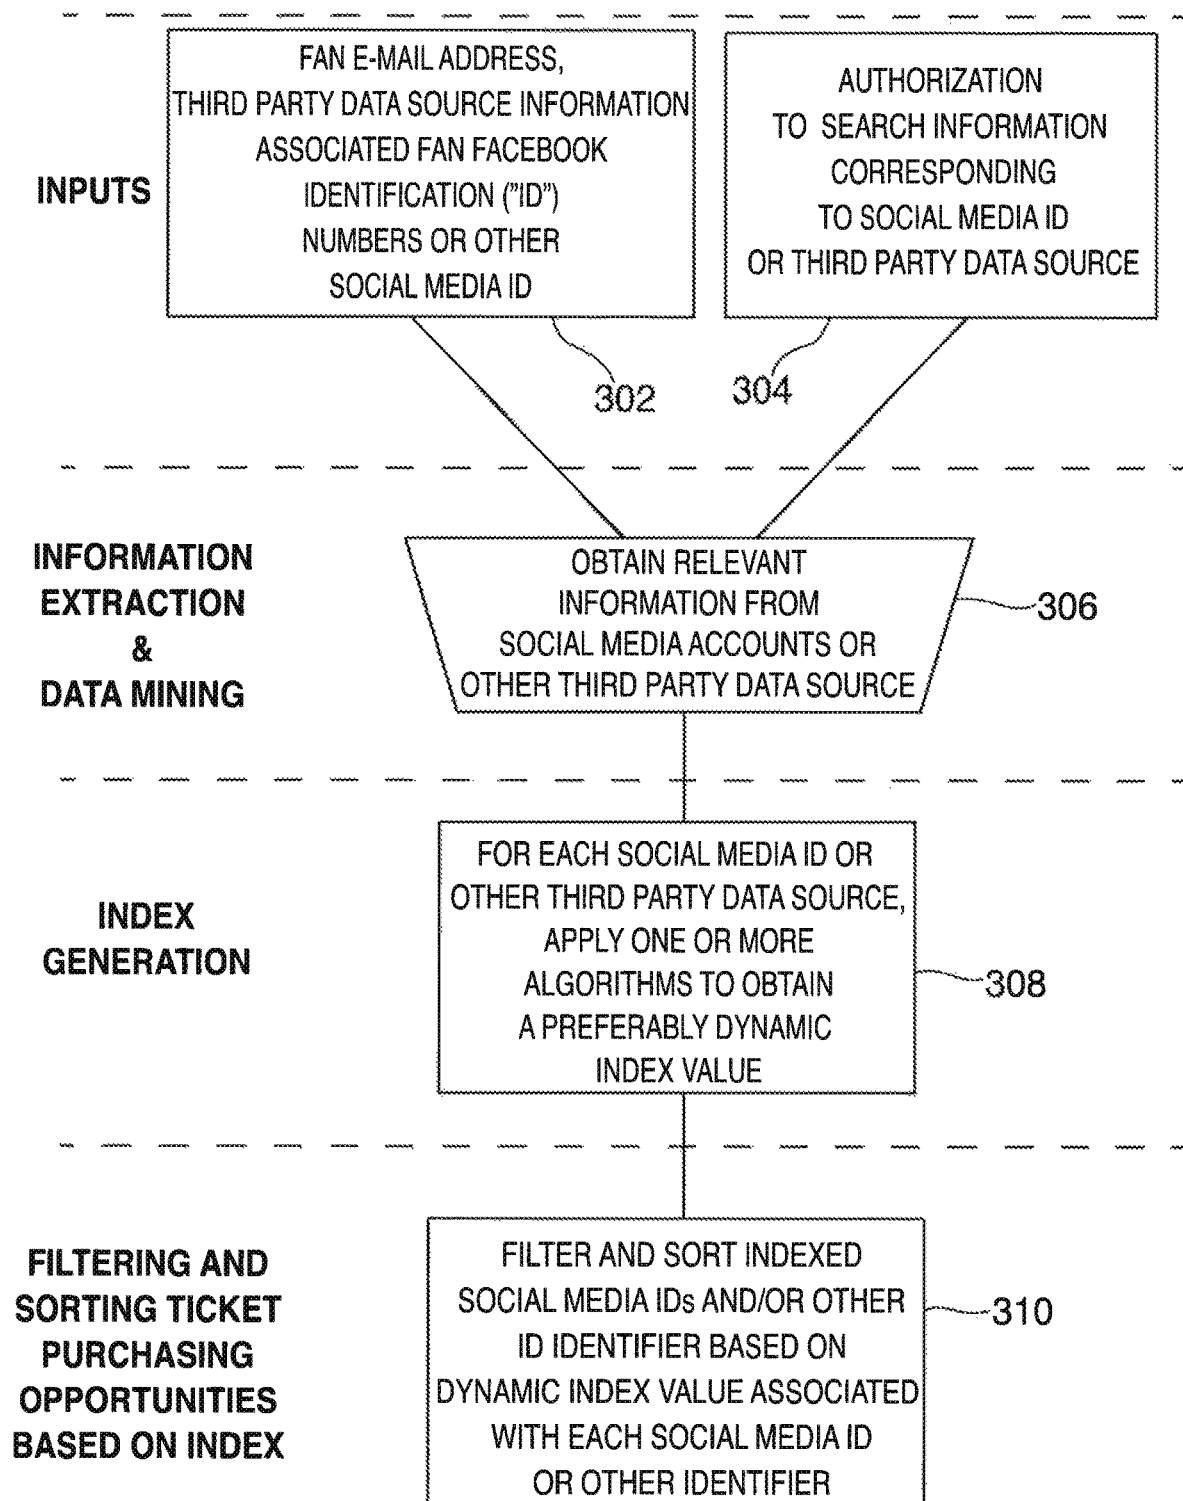 INPUTS
FAN E-MAIL ADDRESS,
THIRD PARTY DATA SOURCE INFORMATION
ASSOCIATED FAN FACEBOOK
IDENTIFICATION ("ID")
NUMBERS OR OTHER
SOCIAL MEDIA ID
302
AUTHORIZATION
TO SEARCH INFORMATION
CORRESPONDING
TO SOCIAL MEDIA ID
OR THIRD PARTY DATA SOURCE
304
INFORMATION
EXTRACTION
&
DATA MINING
OBTAIN RELEVANT
INFORMATION FROM
SOCIAL MEDIA ACCOUNTS OR
OTHER THIRD PARTY DATA SOURCE
306
INDEX
GENERATION
FOR EACH SOCIAL MEDIA ID OR
OTHER THIRD PARTY DATA SOURCE,
APPLY ONE OR MORE
ALGORITHMS TO OBTAIN
A PREFERABLY DYNAMIC
INDEX VALUE
308
FILTERING AND
SORTING TICKET
PURCHASING
OPPORTUNITIES
BASED ON INDEX
FILTER AND SORT INDEXED
SOCIAL MEDIA IDs AND/OR OTHER
ID IDENTIFIER BASED ON
DYNAMIC INDEX VALUE ASSOCIATED
WITH EACH SOCIAL MEDIA ID
OR OTHER IDENTIFIER
310